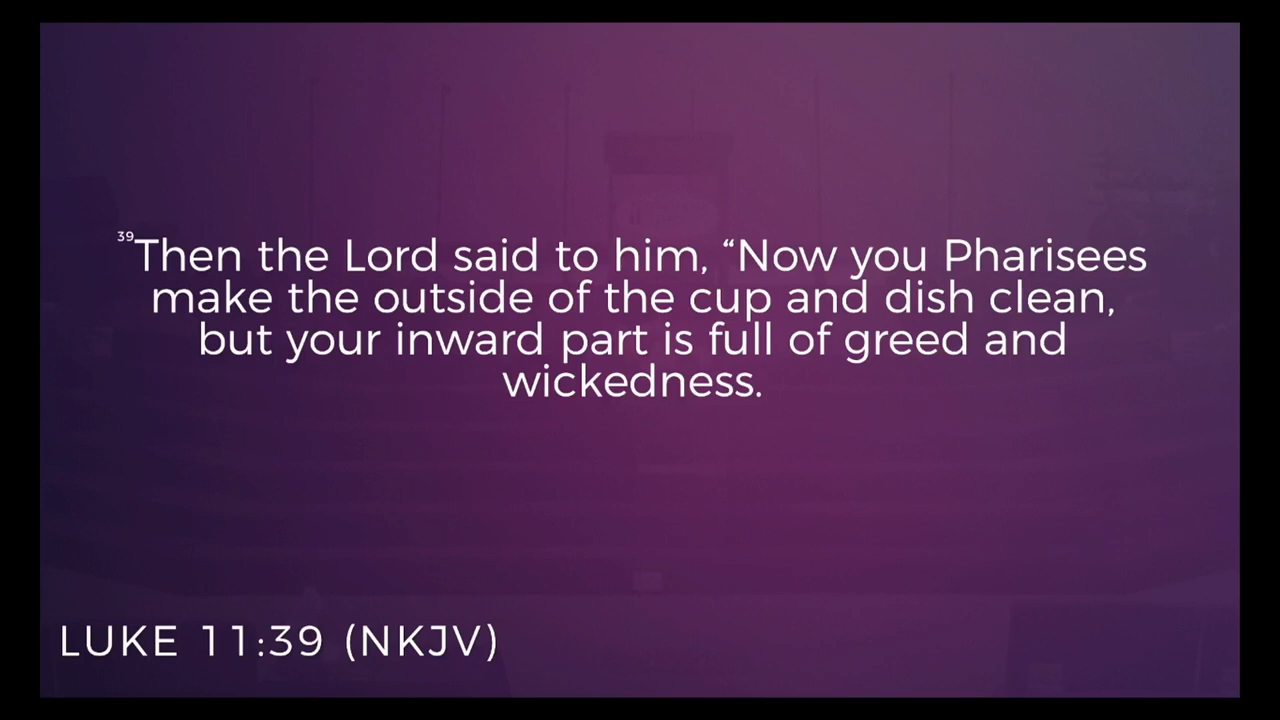 39Then the Lord said to him, “Now you Pharisees
make the outside of the cup and dish clean,
but your inward part is full of greed and
wickedness.
LUKE 11:39 (NKJV)